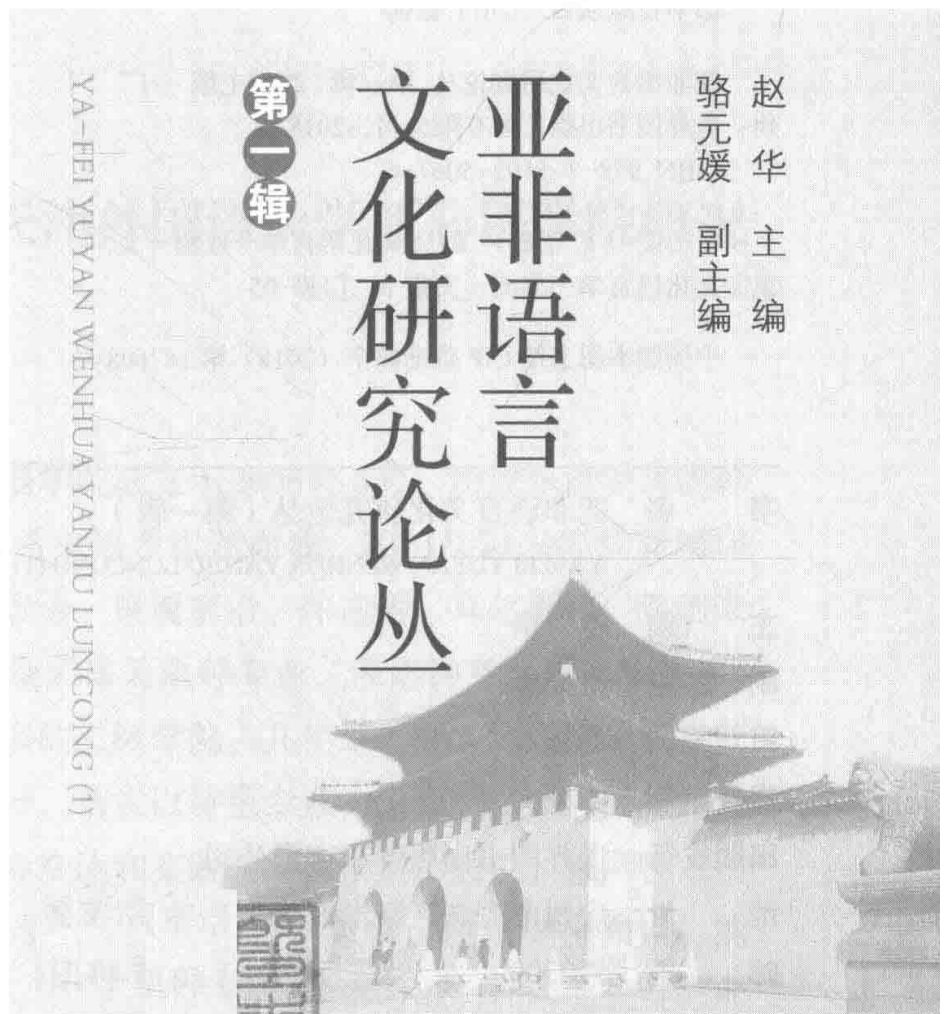 赵华 主编
骆元媛 副主编
亚非语言
文化研究论丛
第一辑
YA-FEI YUYAN WENHUA YANJIU LUNCONG (1)